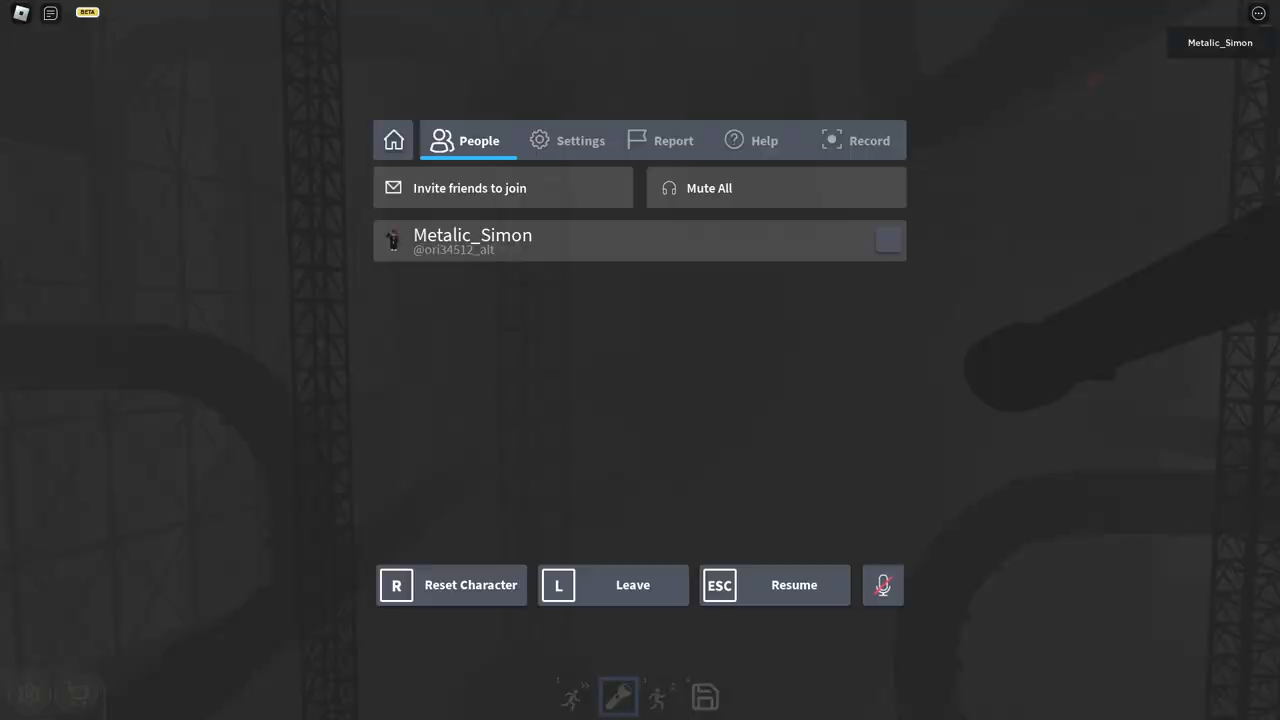 BETA
Metalic_Simon
People
Settings
Report
Help
Record
Invite friends to join
Mute All
Metalic_Simon
@ori34512_alt
R
Reset Character
L
Leave
ESC
Resume